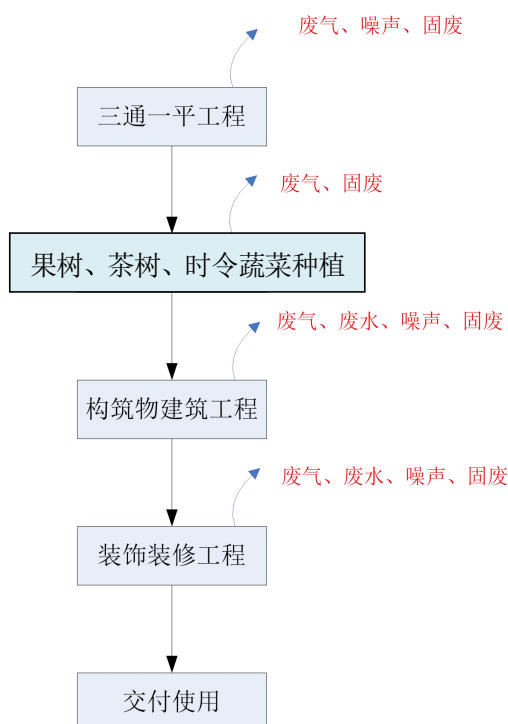 废气、噪声、固废
三通一平工程
废气、固废
果树、茶树、时令蔬菜种植
废气、废水、噪声、固废
构筑物建筑工程
废气、废水、噪声、固废
装饰装修工程
交付使用